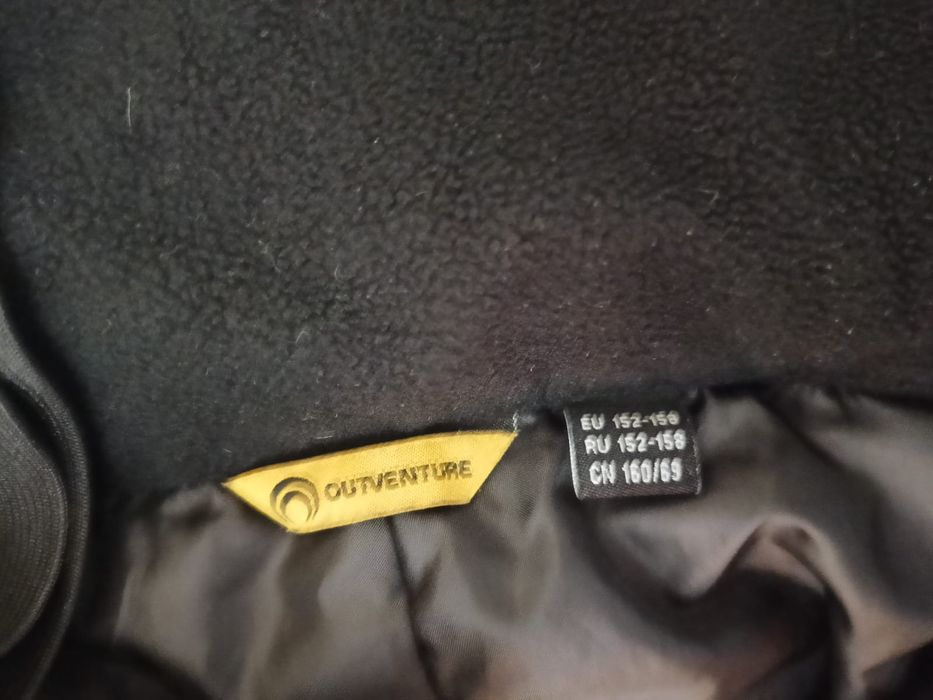 OUTVENTURE
EU 152-158
RU 152-158
CN 160/69